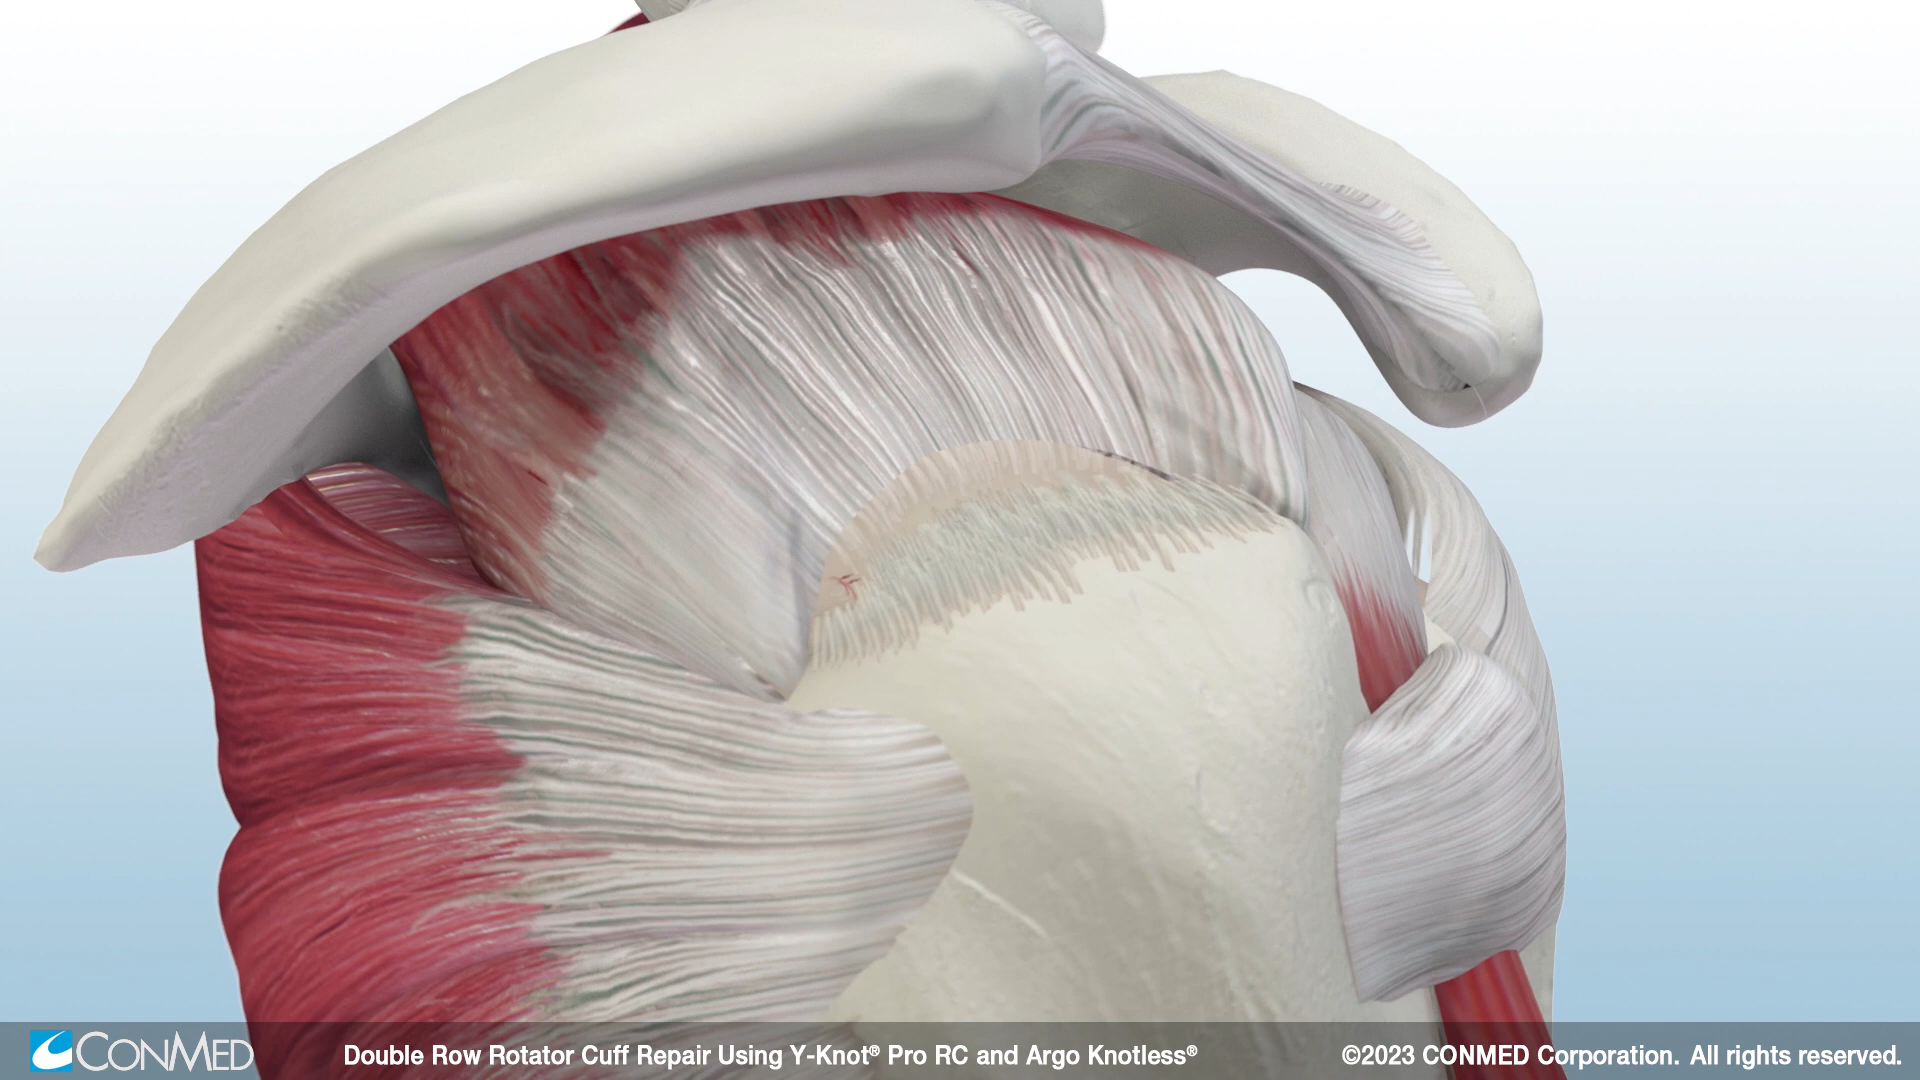 CONMED
Double Row Rotator Cuff Repair Using Y-Knot® Pro RC and Argo Knotless®
©2023 CONMED Corporation. All rights reserved.